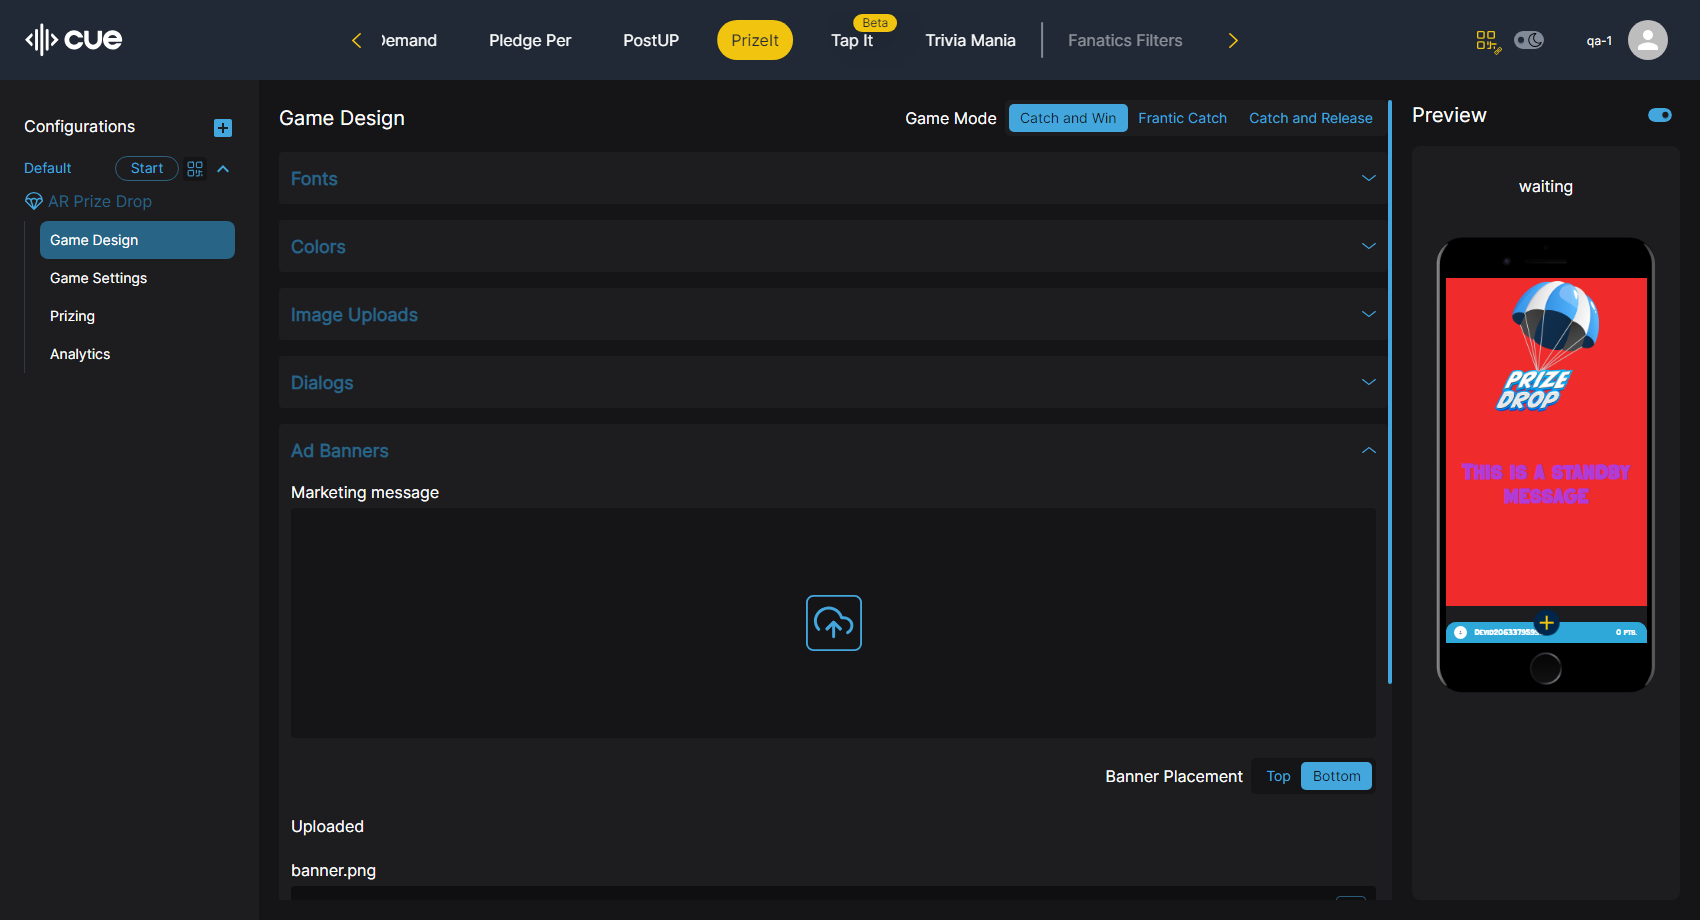 cue
Demand
Pledge Per
PostUP
PrizeIt
Beta
Tap It
Trivia Mania
Fanatics Filters
qa-1
Configurations
Default
Start
AR Prize Drop
Game Design
Game Settings
Prizing
Analytics
Game Design
Game Mode
Catch and Win
Frantic Catch
Catch and Release
Fonts
Colors
Image Uploads
Dialogs
Ad Banners
Marketing message
Banner Placement
Top
Bottom
Uploaded
banner.png
Preview
waiting
PRIZE
DROP
THIS IS A STANDBY
MESSAGE
0 PTS.